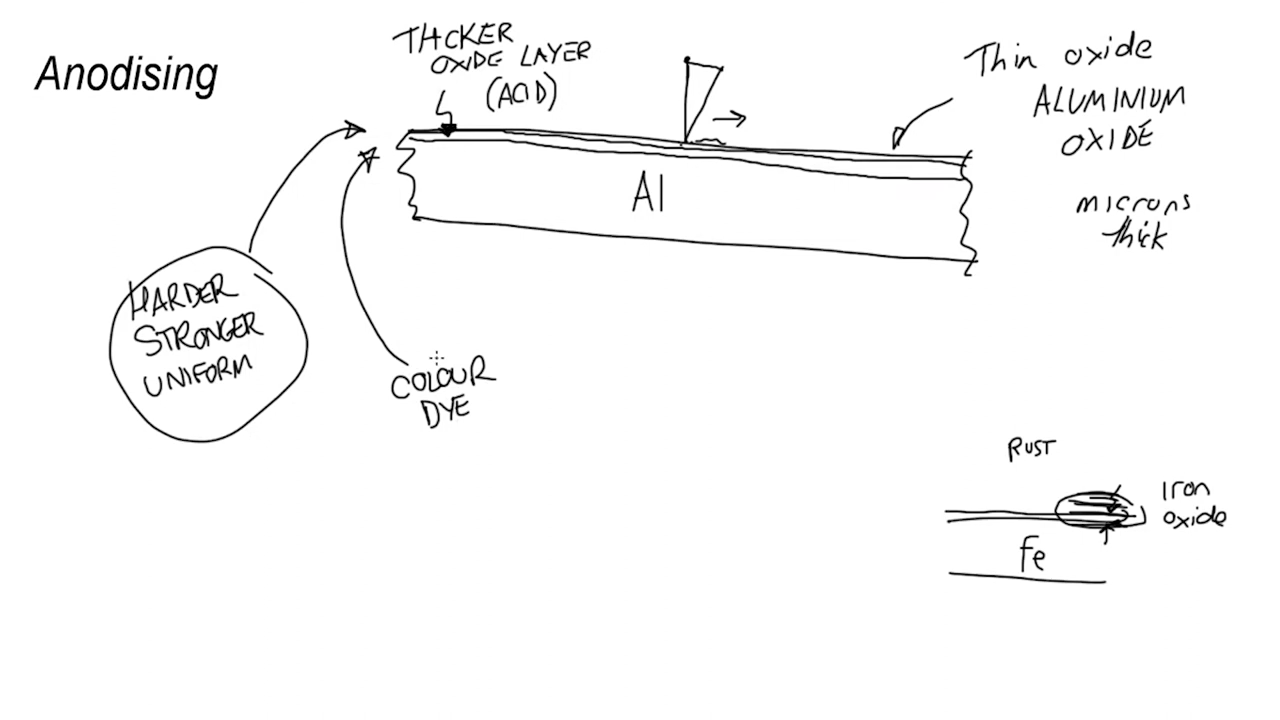 Anodising
THCKER
OXIDE LAYER
(ACID)
Thin oxide
ALUMINIUM
OXIDE
microns
thick
Al
HARDER
STRONGER
UNIFORM
COLOUR
DYE
RUST
Iron
oxide
Fe